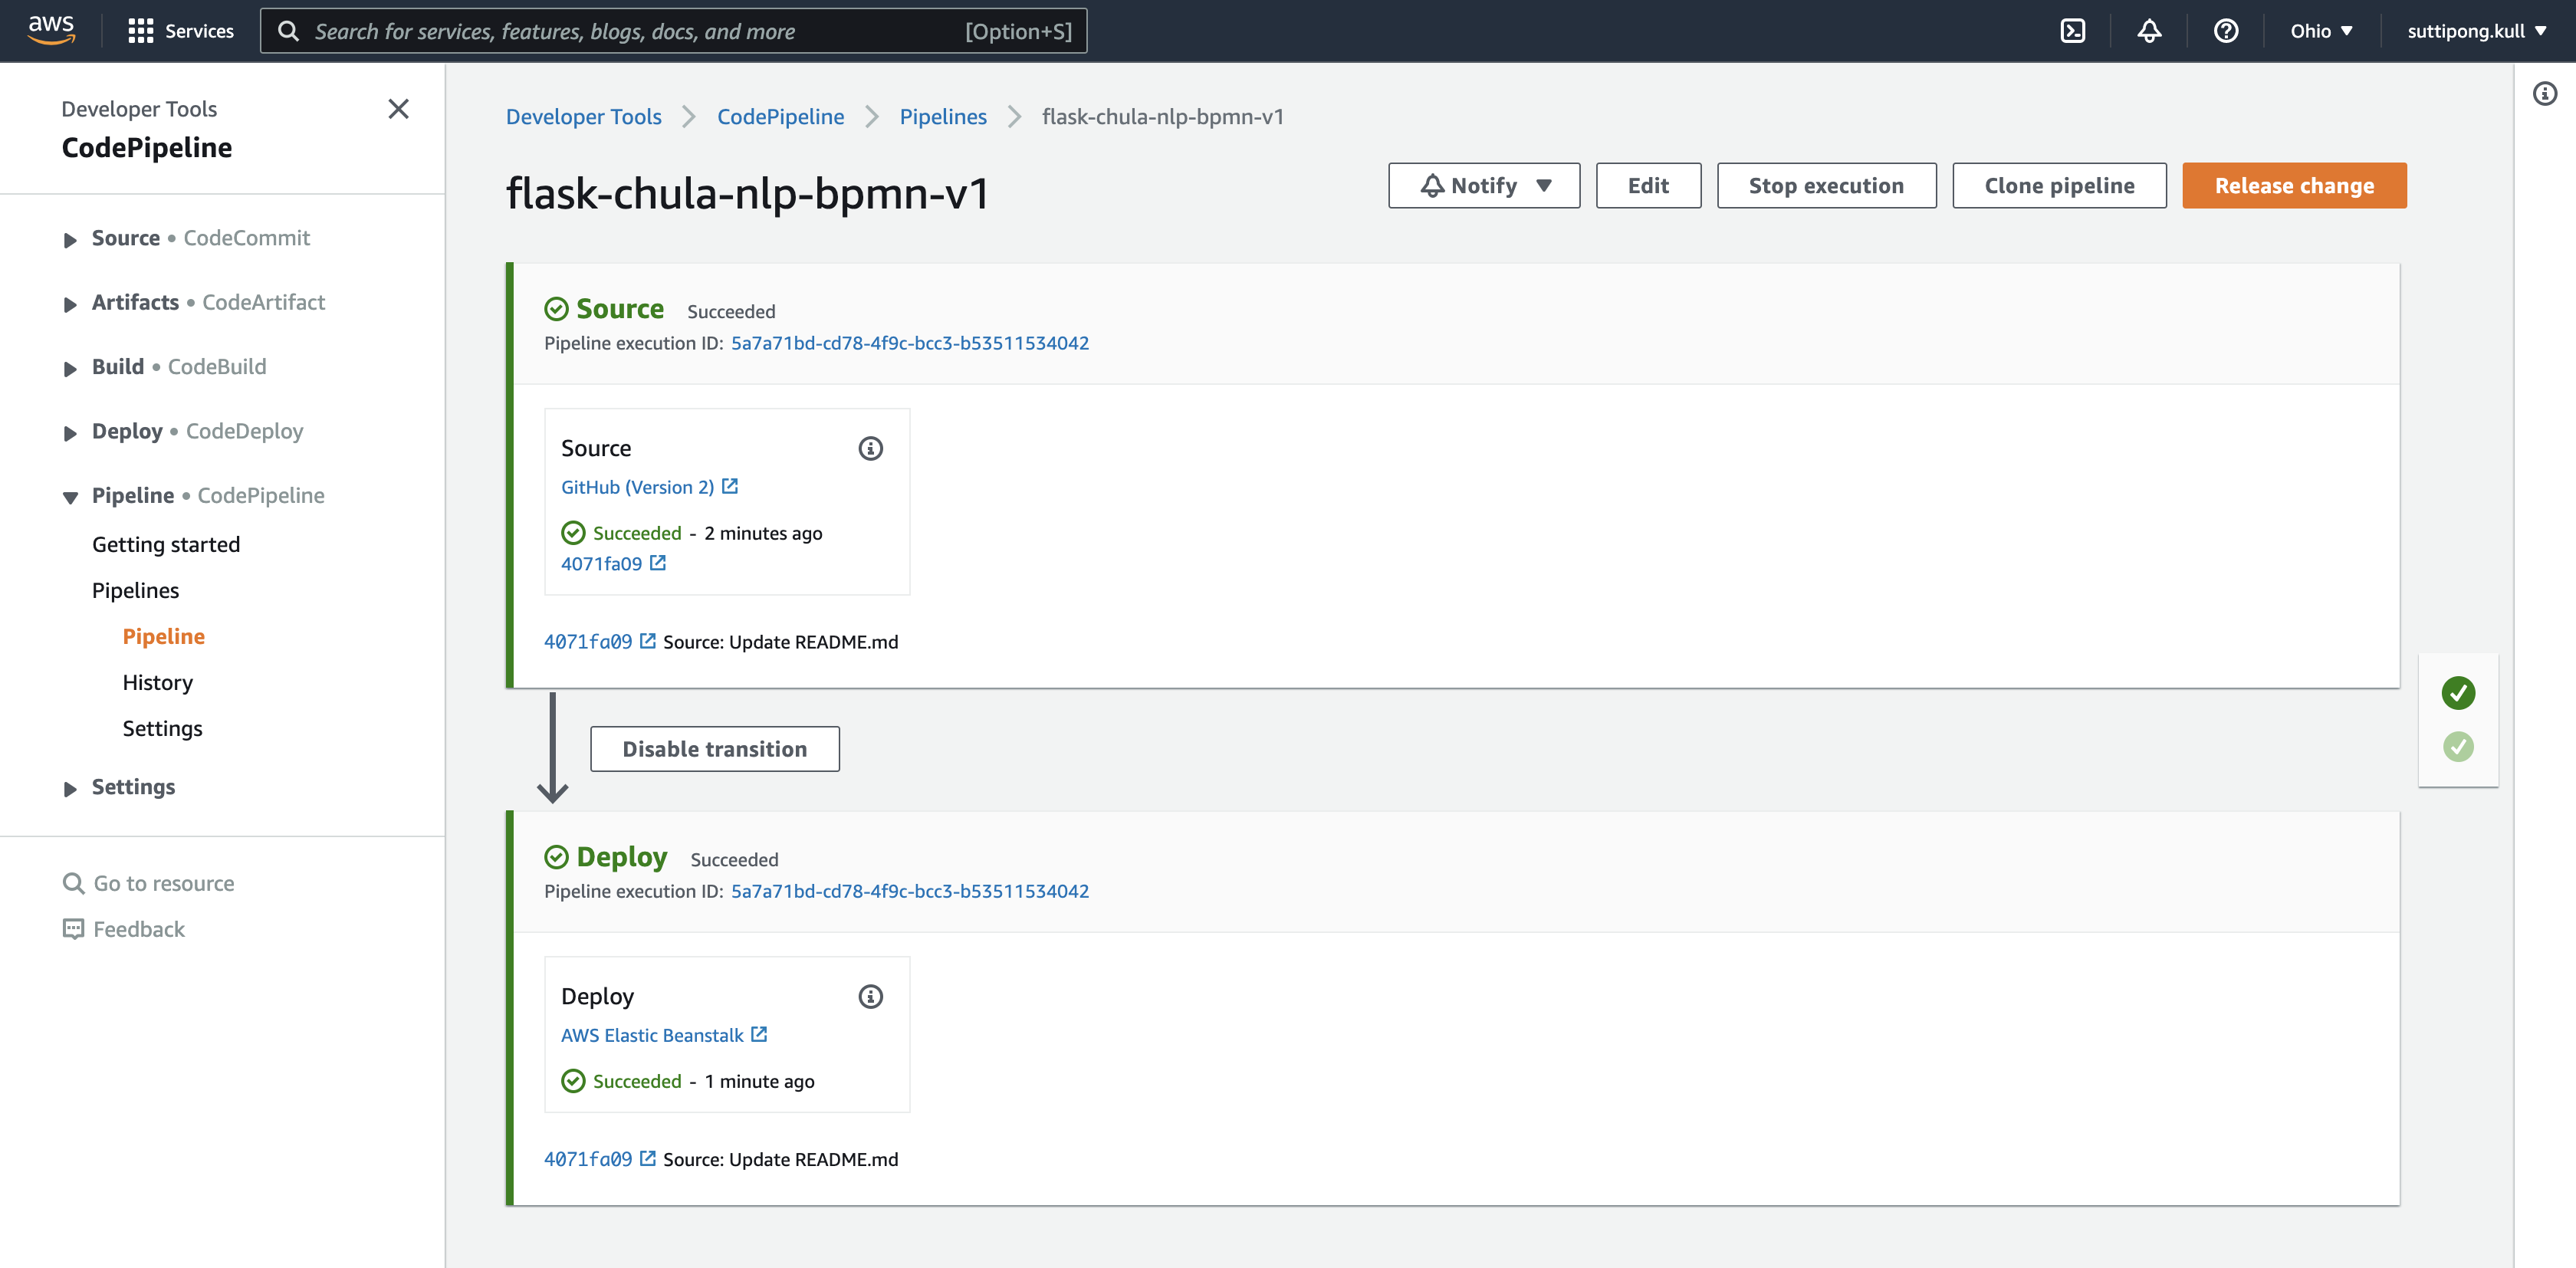 aws Services Search for services, features, blogs, docs, and more [Option+S] Ohio suttipong.kull
Developer Tools
CodePipeline
Source • CodeCommit
Artifacts • CodeArtifact
Build • CodeBuild
Deploy • CodeDeploy
Pipeline • CodePipeline
Getting started
Pipelines
Pipeline
History
Settings
Settings
Go to resource
Feedback
Developer Tools CodePipeline Pipelines flask-chula-nlp-bpmn-v1
flask-chula-nlp-bpmn-v1
Notify Edit Stop execution Clone pipeline Release change
Source Succeeded
Pipeline execution ID: 5a7a71bd-cd78-4f9c-bcc3-b53511534042
Source
GitHub (Version 2)
Succeeded - 2 minutes ago
4071fa09
4071fa09 Source: Update README.md
Disable transition
Deploy Succeeded
Pipeline execution ID: 5a7a71bd-cd78-4f9c-bcc3-b53511534042
Deploy
AWS Elastic Beanstalk
Succeeded - 1 minute ago
4071fa09 Source: Update README.md